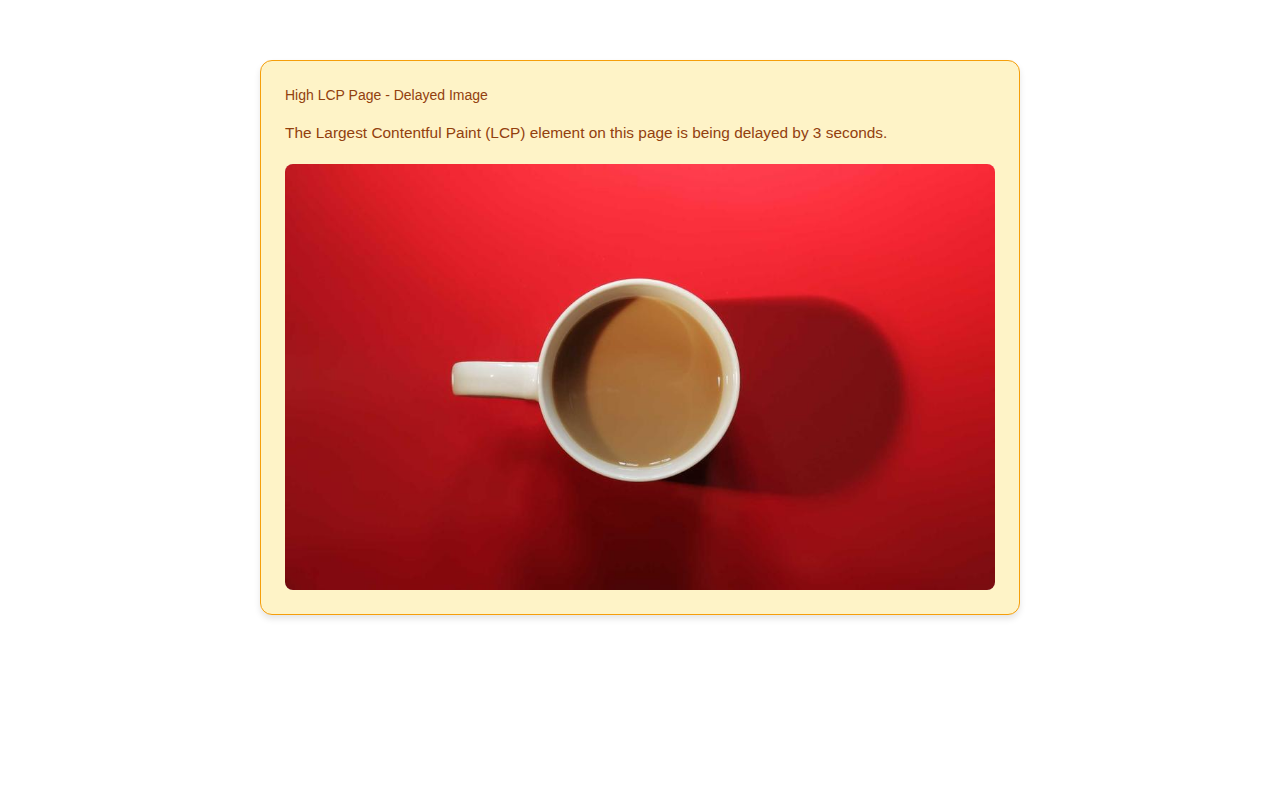 High LCP Page - Delayed Image
The Largest Contentful Paint (LCP) element on this page is being delayed by 3 seconds.